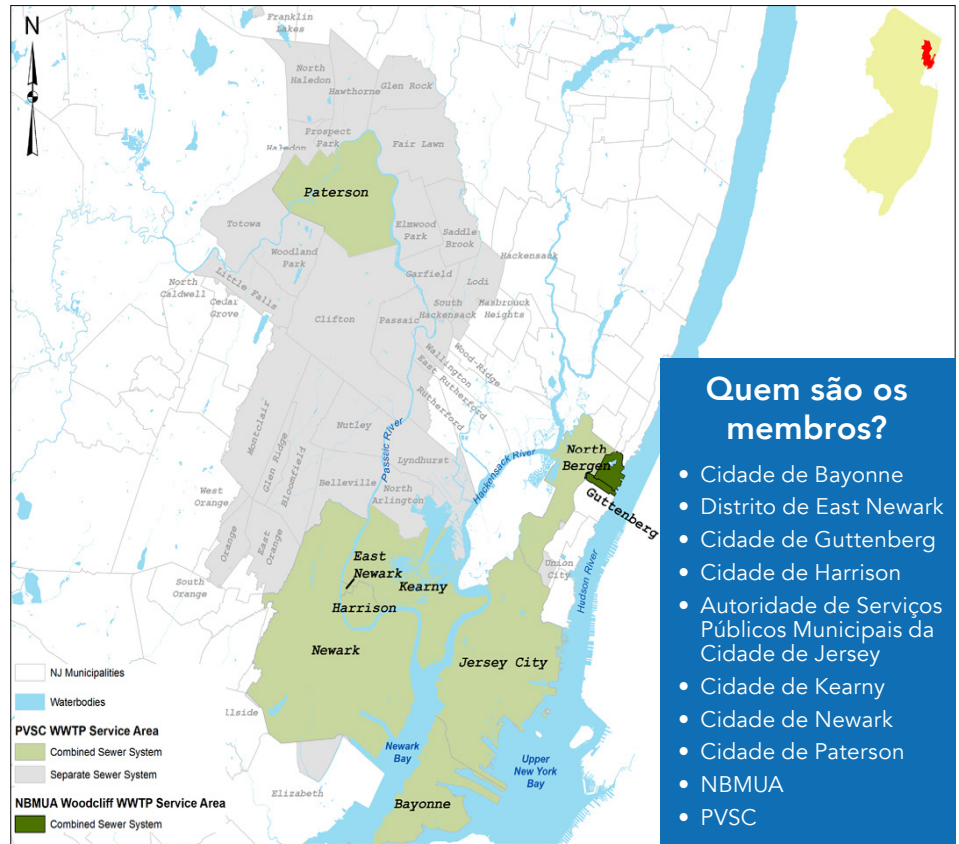 N
Franklin
Lakes
North
Haledon
Hawthorne
Glen Rock
Prospect
Park
Haledon
Fair Lawn
Paterson
Totowa
Elmwood
Park
Saddle
Brook
Woodland
Park
Hackensack
Little Falls
Garfield
Lodi
North
Caldwell
Cedar
Grove
Clifton
Passaic
South
Hackensack
Hasbrouck
Heights
Wood-Ridge
Wallington
East Rutherford
Rutherford
Montclair
Glen Ridge
Bloomfield
Nutley
Passaic River
Lyndhurst
Hackensack River
North
Bergen
Guttenberg
Belleville
North
Arlington
West
Orange
Orange
East
Orange
South
Orange
East
Newark
Kearny
Harrison
Union
City
Hudson River
Newark
Jersey City
Newark
Bay
Upper
New York
Bay
Bayonne
llside
Elizabeth
NJ Municipalities
Waterbodies
PVSC WWTP Service Area
Combined Sewer System
Separate Sewer System
NBMUA Woodcliff WWTP Service Area
Combined Sewer System
Quem são os
membros?
• Cidade de Bayonne
• Distrito de East Newark
• Cidade de Guttenberg
• Cidade de Harrison
• Autoridade de Serviços
Públicos Municipais da
Cidade de Jersey
• Cidade de Kearny
• Cidade de Newark
• Cidade de Paterson
• NBMUA
• PVSC